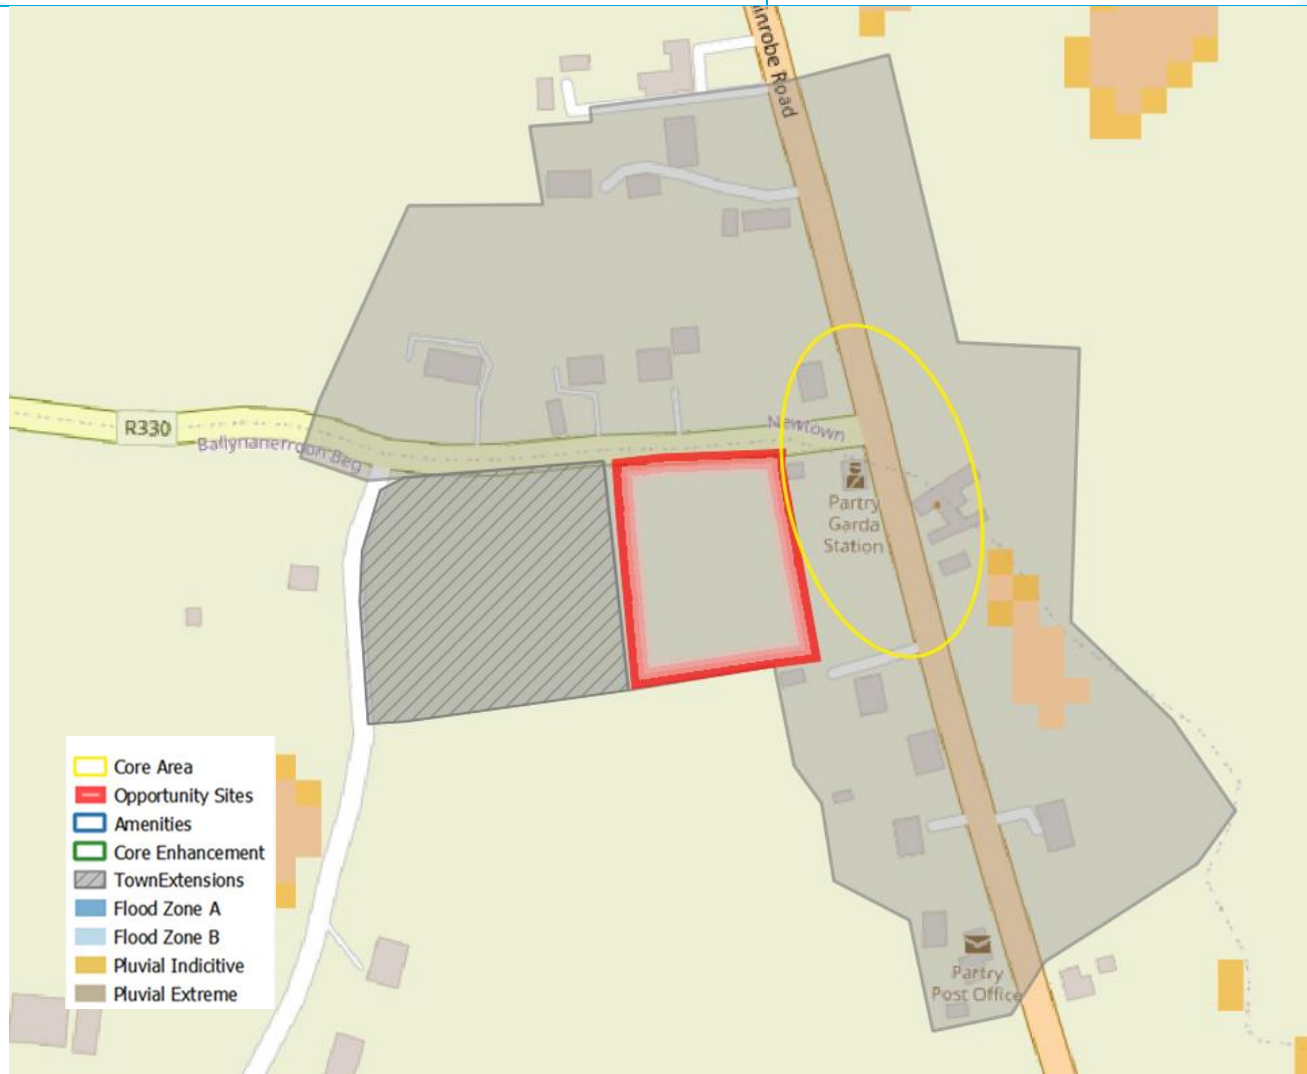 inrobe Road
R330
Ballynanerroon Beg
Newtown
Partry
Garda
Station
Core Area
Opportunity Sites
Amenities
Core Enhancement
TownExtensions
Flood Zone A
Flood Zone B
Pluvial Indicitive
Pluvial Extreme
Partry
Post Office